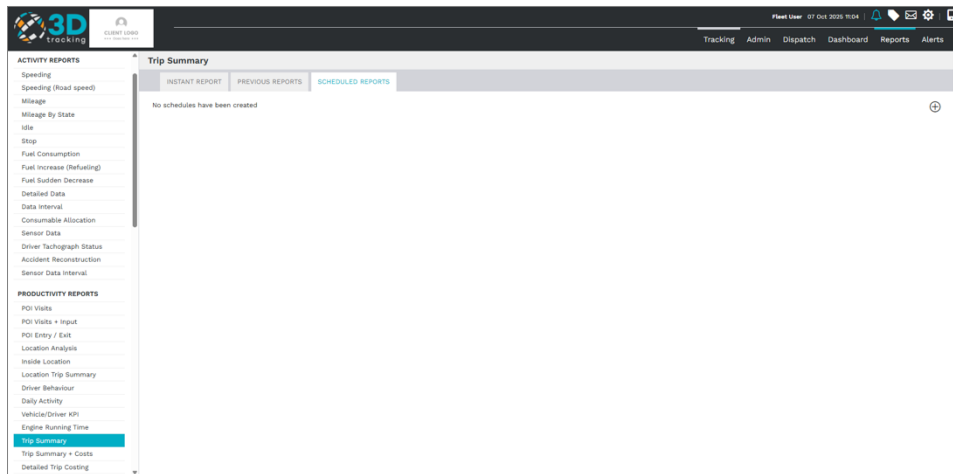 3D
tracking
CLIENT LOGO
Fleet User 07 Oct 2025 11:04
Tracking Admin Dispatch Dashboard Reports Alerts
ACTIVITY REPORTS
Speeding
Speeding (Road speed)
Mileage
Mileage By State
Idle
Stop
Fuel Consumption
Fuel Increase (Refueling)
Fuel Sudden Decrease
Detailed Data
Data Interval
Consumable Allocation
Sensor Data
Driver Tachograph Status
Accident Reconstruction
Sensor Data Interval
PRODUCTIVITY REPORTS
POI Visits
POI Visits + Input
POI Entry / Exit
Location Analysis
Inside Location
Location Trip Summary
Driver Behaviour
Daily Activity
Vehicle/Driver KPI
Engine Running Time
Trip Summary
Trip Summary + Costs
Detailed Trip Costing
Trip Summary
INSTANT REPORT PREVIOUS REPORTS SCHEDULED REPORTS
No schedules have been created